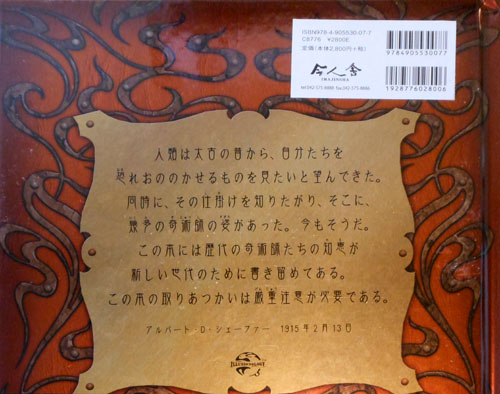 ISBN978-4-905530-07-7
C8776 ¥2800E
定価(本体2,800円+税)
今人舎
IMAJINSHA
9784905530077
1928776028006
人類は太古の昔から、自分たちを
恐れおののかせるものを見たいと望んできた。
同時に、その仕掛けを知りたがり、そこに、
幾多の奇術師の姿があった。今もそうだ。
この本には歴代の奇術師たちの知恵が
新しい世代のために書き留めてある。
この本の取りあつかいは厳重注意が必要である。
アルバート・D・シェーファー 1915年2月13日